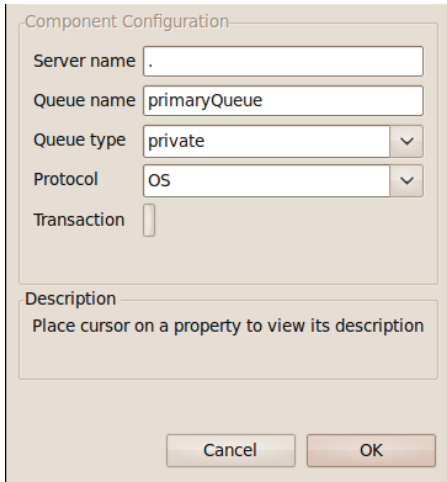 Component Configuration
Server name .
Queue name primaryQueue
Queue type private
Protocol OS
Transaction
Description
Place cursor on a property to view its description
Cancel OK